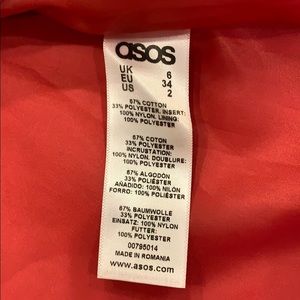 asos
UK 6
EU 34
US 2
67% COTTON
33% POLYESTER, INSERT:
100% NYLON. LINING:
100% POLYESTER
67% COTON
33% POLYESTER
INCRUSTATION:
100% NYLON. DOUBLURE:
100% POLYESTER
67% ALGODÓN
33% POLIÉSTER
AÑADIDO: 100% NILÓN
FORRO: 100% POLIÉSTER
67% BAUMWOLLE
33% POLYESTER
EINSATZ: 100% NYLON
FUTTER:
100% POLYESTER
00795014
MADE IN ROMANIA
www.asos.com